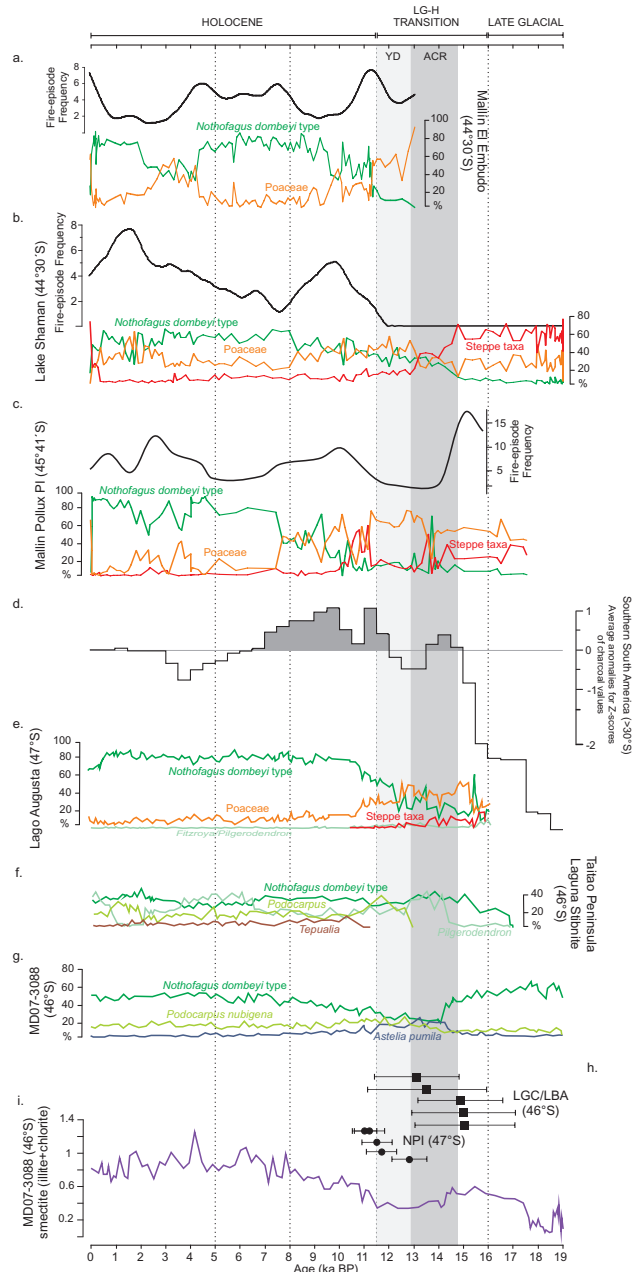 HOLOCENE
LG-H
TRANSITION
LATE GLACIAL
a.
YD
ACR
Fire-episode
Frequency
8
6
4
2
Nothofagus dombeyi type
Poaceae
100
80
60
40
20
%
Mallín El Embudo
(44°30'S)
b.
Lake Shaman (44°30´S)
Fire-episode Frequency
8
6
4
2
Nothofagus dombeyi type
Poaceae
Steppe taxa
80
60
40
20
%
c.
Mallin Pollux PI (45°41´S)
15
10
5
Fire-episode
Frequency
100
80
60
40
20
%
Nothofagus dombeyi type
Poaceae
Steppe taxa
d.
1
0
-1
-2
Southern South America (>30°S)
Average anomalies for Z-scores
of charcoal values
e.
Lago Augusta (47°S)
100
80
60
40
20
%
Nothofagus dombeyi type
Poaceae
Steppe taxa
Fitzroya/Pilgerodendron
f.
Nothofagus dombeyi type
Podocarpus
Tepualia
Pilgerodendron
40
20
%
Taitao Peninsula
Laguna Stibnite
(46°S)
g.
MD07-3088
(46°S)
80
60
40
20
%
Nothofagus dombeyi type
Podocarpus nubigena
Astelia pumila
h.
LGC/LBA
(46°S)
NPI (47°S)
i.
MD07-3088 (46°S)
smectite (illite+chlorite)
1.4
1
0.6
0.2
0 1 2 3 4 5 6 7 8 9 10 11 12 13 14 15 16 17 18 19
Age (ka BP)